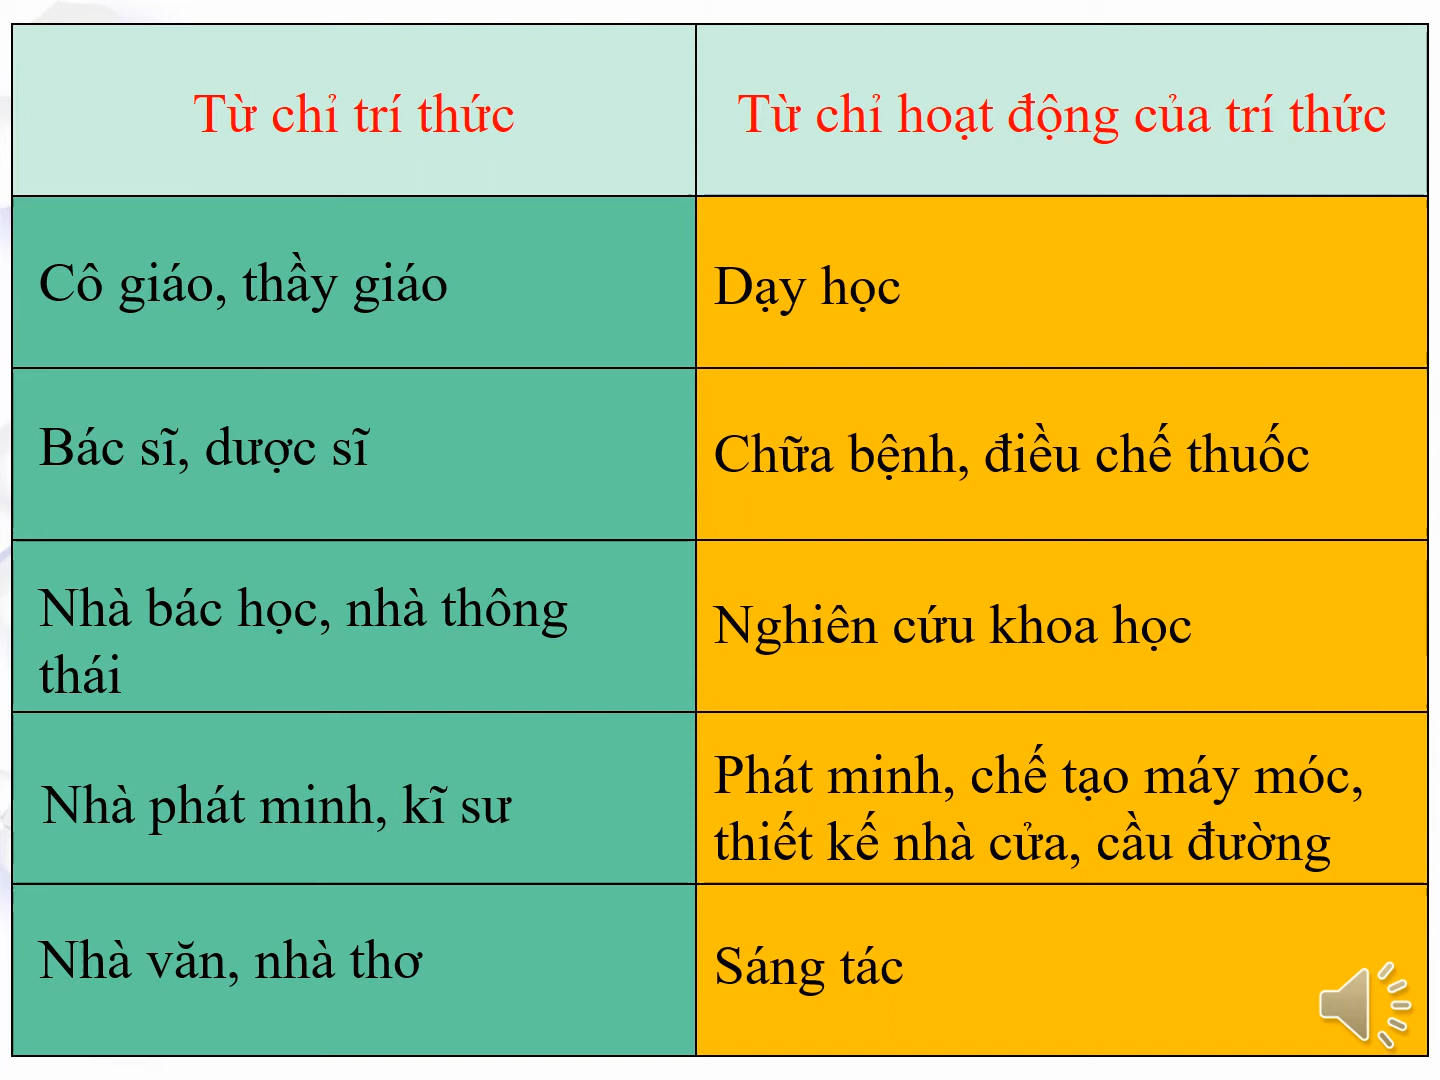 Từ chỉ trí thức
Từ chỉ hoạt động của trí thức
Cô giáo, thầy giáo
Dạy học
Bác sĩ, dược sĩ
Chữa bệnh, điều chế thuốc
Nhà bác học, nhà thông
thái
Nghiên cứu khoa học
Nhà phát minh, kĩ sư
Phát minh, chế tạo máy móc,
thiết kế nhà cửa, cầu đường
Nhà văn, nhà thơ
Sáng tác